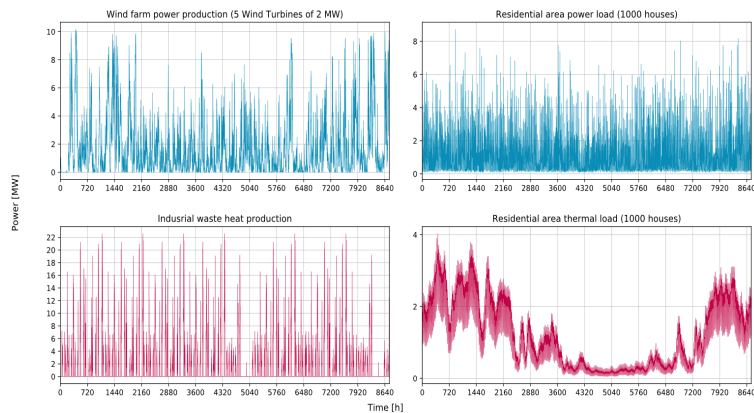 Wind farm power production (5 Wind Turbines of 2 MW)
Residential area power load (1000 houses)
10
8
6
4
2
0
0 720 1440 2160 2880 3600 4320 5040 5760 6480 7200 7920 8640
8
6
4
2
0
0 720 1440 2160 2880 3600 4320 5040 5760 6480 7200 7920 8640
Power [MW]
Indusrial waste heat production
Residential area thermal load (1000 houses)
22
20
18
16
14
12
10
8
6
4
2
0
0 720 1440 2160 2880 3600 4320 5040 5760 6480 7200 7920 8640
4
2
0
0 720 1440 2160 2880 3600 4320 5040 5760 6480 7200 7920 8640
Time [h]